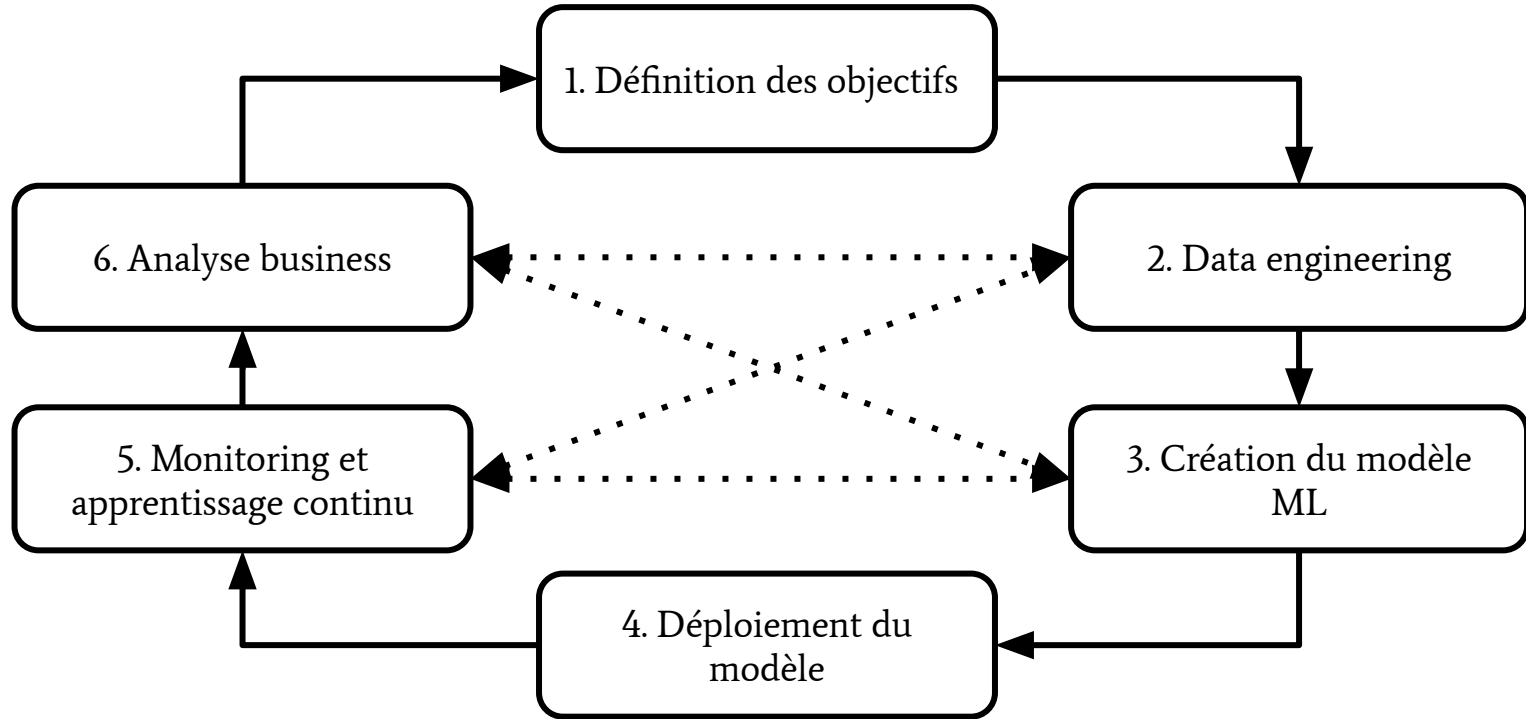 1. Définition des objectifs
2. Data engineering
3. Création du modèle
ML
4. Déploiement du
modèle
5. Monitoring et
apprentissage continu
6. Analyse business